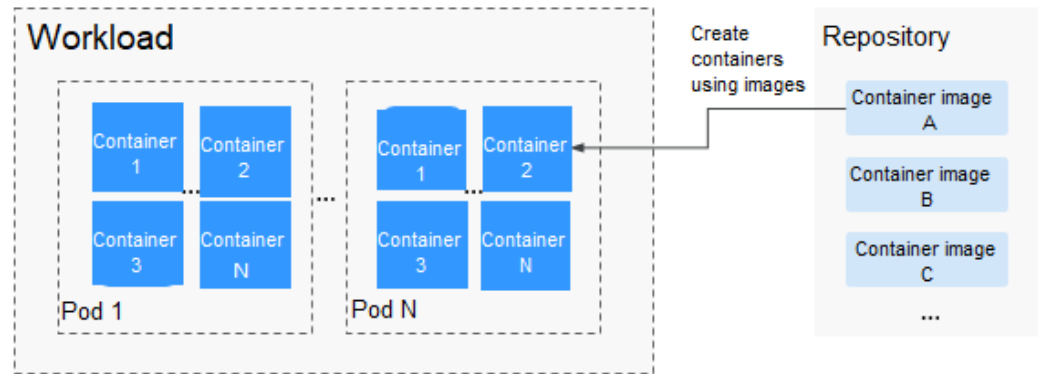 Workload
Container
1
Container
2
...
Container
3
Container
N
Pod 1
...
Container
1
Container
2
...
Container
3
Container
N
Pod N
Create
containers
using images
Repository
Container image
A
Container image
B
Container image
C
...